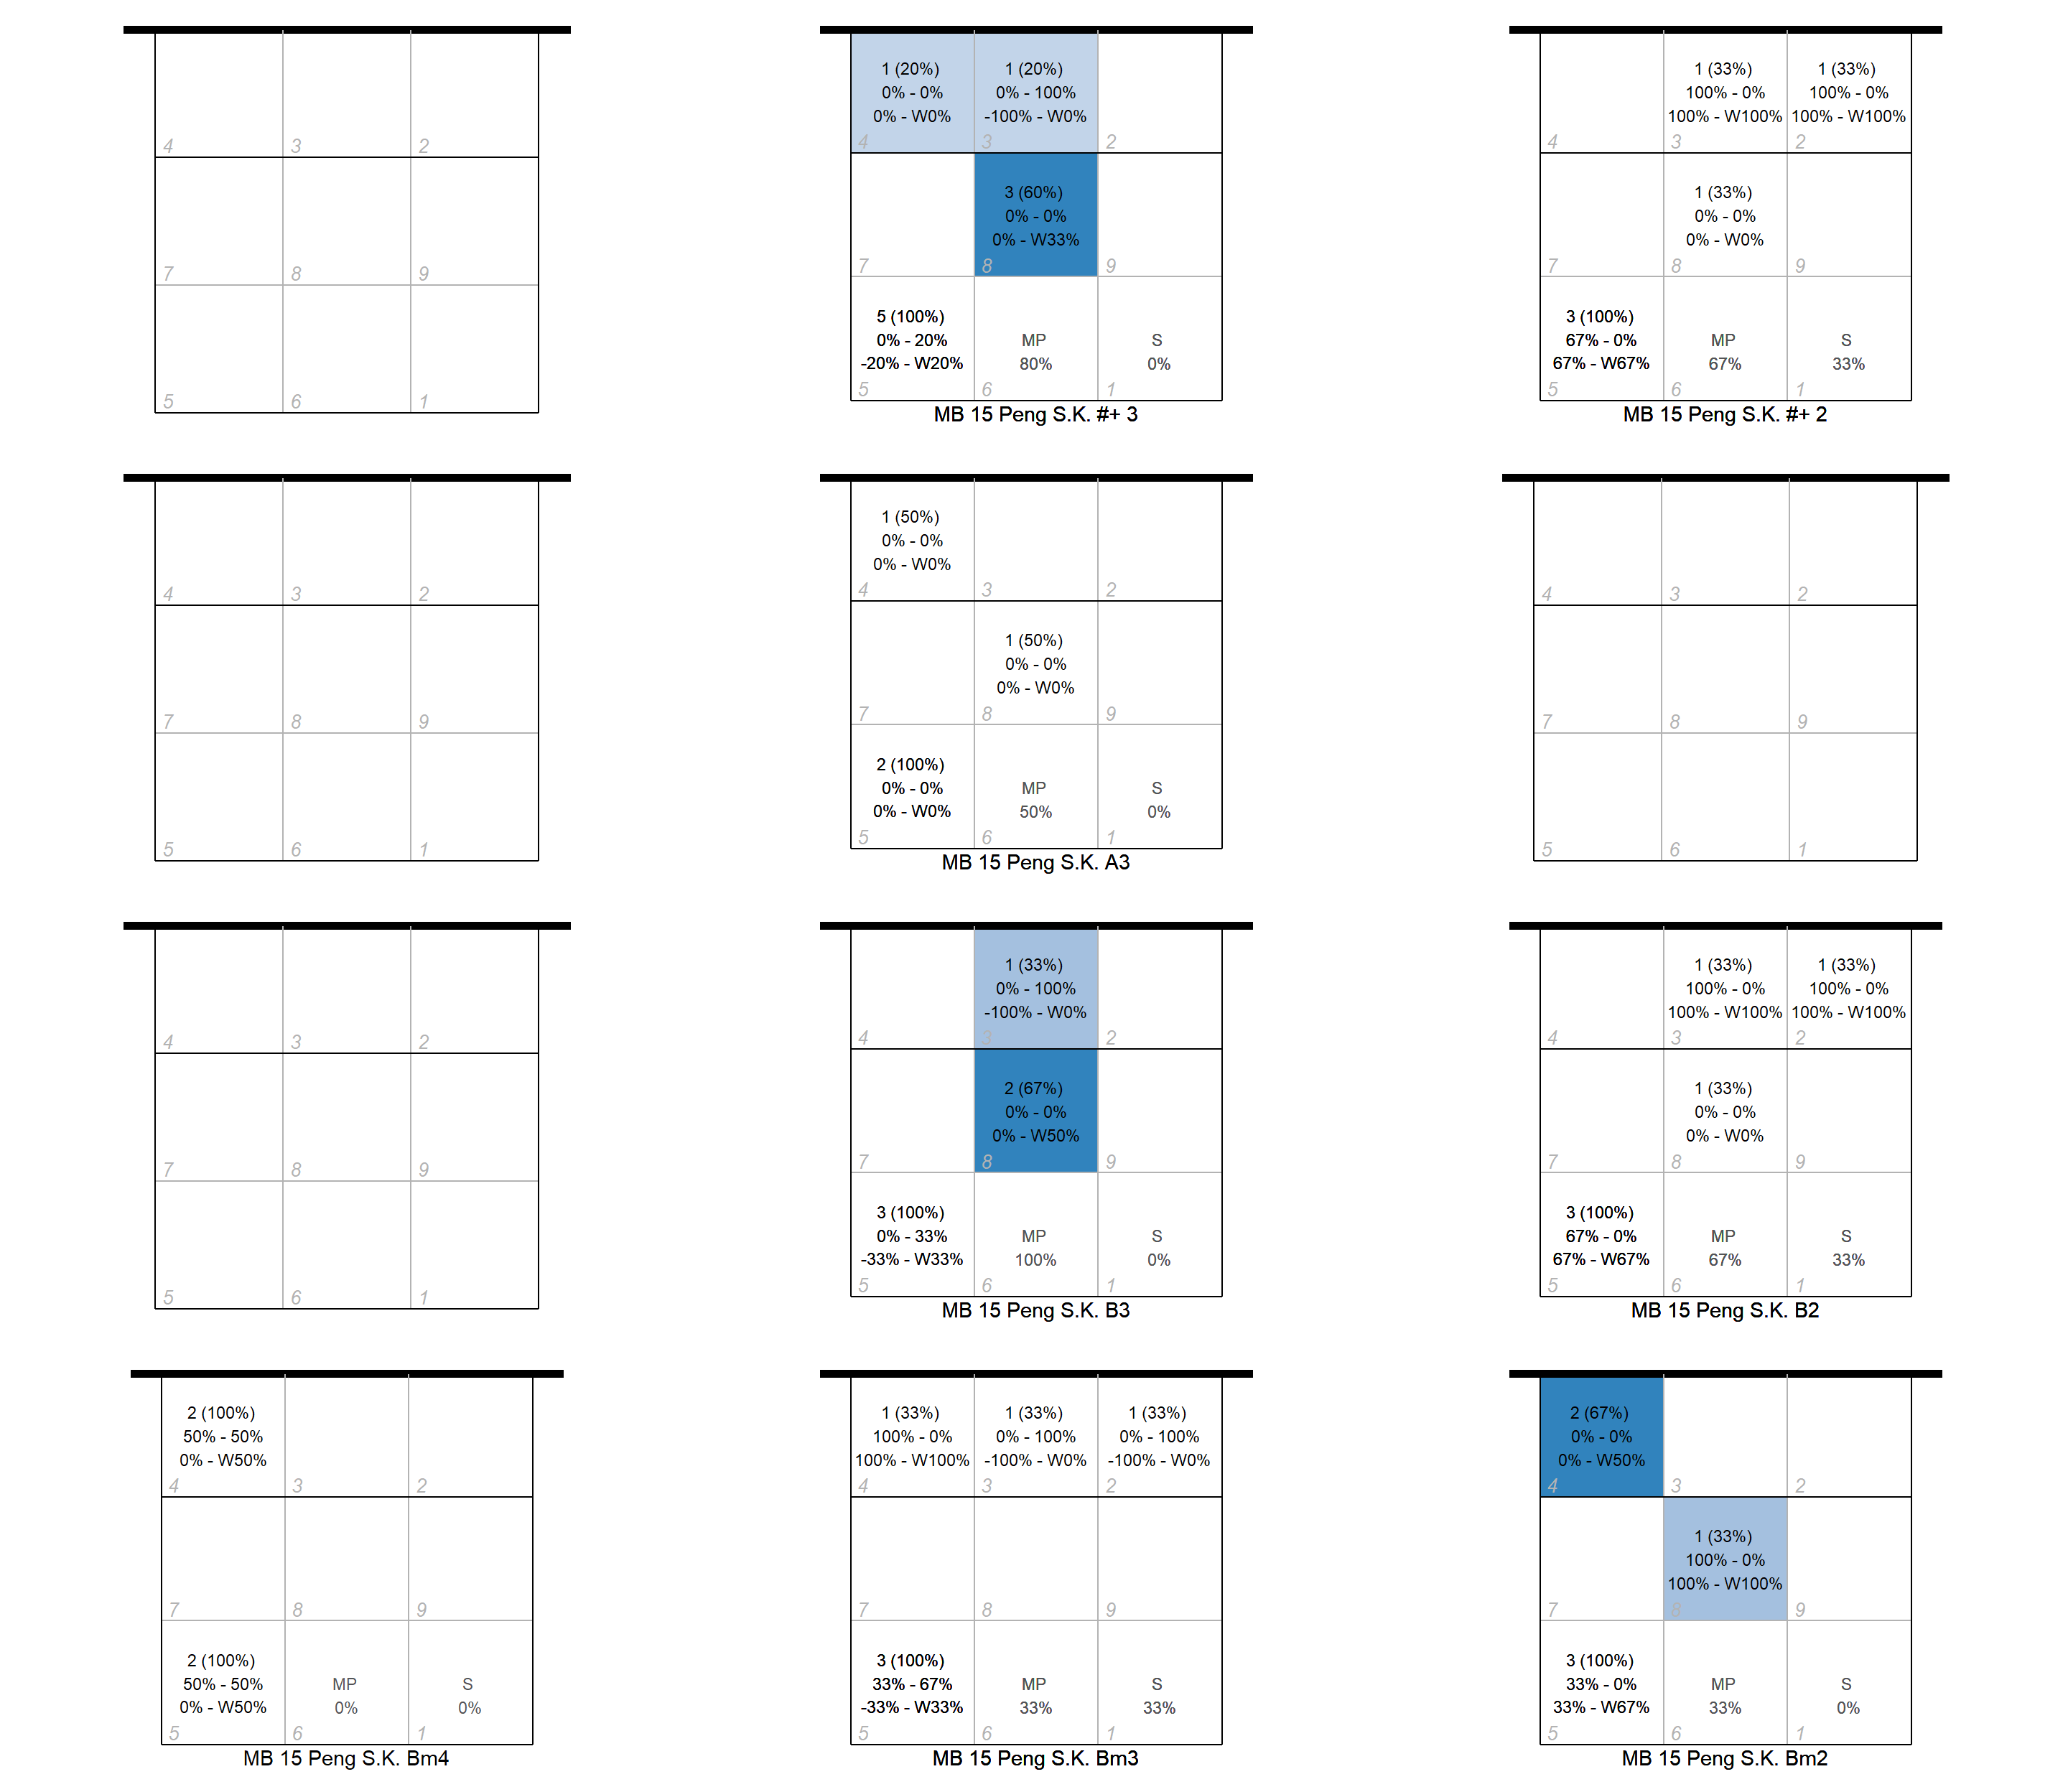 4 3 2
7 8 9
5 6 1
1 (20%) 1 (20%)
0% - 0% 0% - 100%
0% - W0% -100% - W0%
4 3 2
3 (60%)
0% - 0%
0% - W33%
7 8 9
5 (100%)
0% - 20% MP S
-20% - W20% 80% 0%
5 6 1
MB 15 Peng S.K. #+ 3
1 (33%) 1 (33%)
100% - 0% 100% - 0%
100% - W100% 100% - W100%
4 3 2
1 (33%)
0% - 0%
0% - W0%
7 8 9
3 (100%)
67% - 0% MP S
67% - W67% 67% 33%
5 6 1
MB 15 Peng S.K. #+ 2
4 3 2
7 8 9
5 6 1
1 (50%)
0% - 0%
0% - W0%
4 3 2
1 (50%)
0% - 0%
0% - W0%
7 8 9
2 (100%)
0% - 0% MP S
0% - W0% 50% 0%
5 6 1
MB 15 Peng S.K. A3
4 3 2
7 8 9
5 6 1
4 3 2
7 8 9
5 6 1
1 (33%)
0% - 100%
-100% - W0%
4 3 2
2 (67%)
0% - 0%
0% - W50%
7 8 9
3 (100%)
0% - 33% MP S
-33% - W33% 100% 0%
5 6 1
MB 15 Peng S.K. B3
1 (33%) 1 (33%)
100% - 0% 100% - 0%
100% - W100% 100% - W100%
4 3 2
1 (33%)
0% - 0%
0% - W0%
7 8 9
3 (100%)
67% - 0% MP S
67% - W67% 67% 33%
5 6 1
MB 15 Peng S.K. B2
2 (100%)
50% - 50%
0% - W50%
4 3 2
7 8 9
2 (100%)
50% - 50% MP S
0% - W50% 0% 0%
5 6 1
MB 15 Peng S.K. Bm4
1 (33%) 1 (33%) 1 (33%)
100% - 0% 0% - 100% 0% - 100%
100% - W100% -100% - W0% -100% - W0%
4 3 2
7 8 9
3 (100%)
33% - 67% MP S
-33% - W33% 33% 33%
5 6 1
MB 15 Peng S.K. Bm3
2 (67%)
0% - 0%
0% - W50%
4 3 2
1 (33%)
100% - 0%
100% - W100%
7 8 9
3 (100%)
33% - 0% MP S
33% - W67% 33% 0%
5 6 1
MB 15 Peng S.K. Bm2